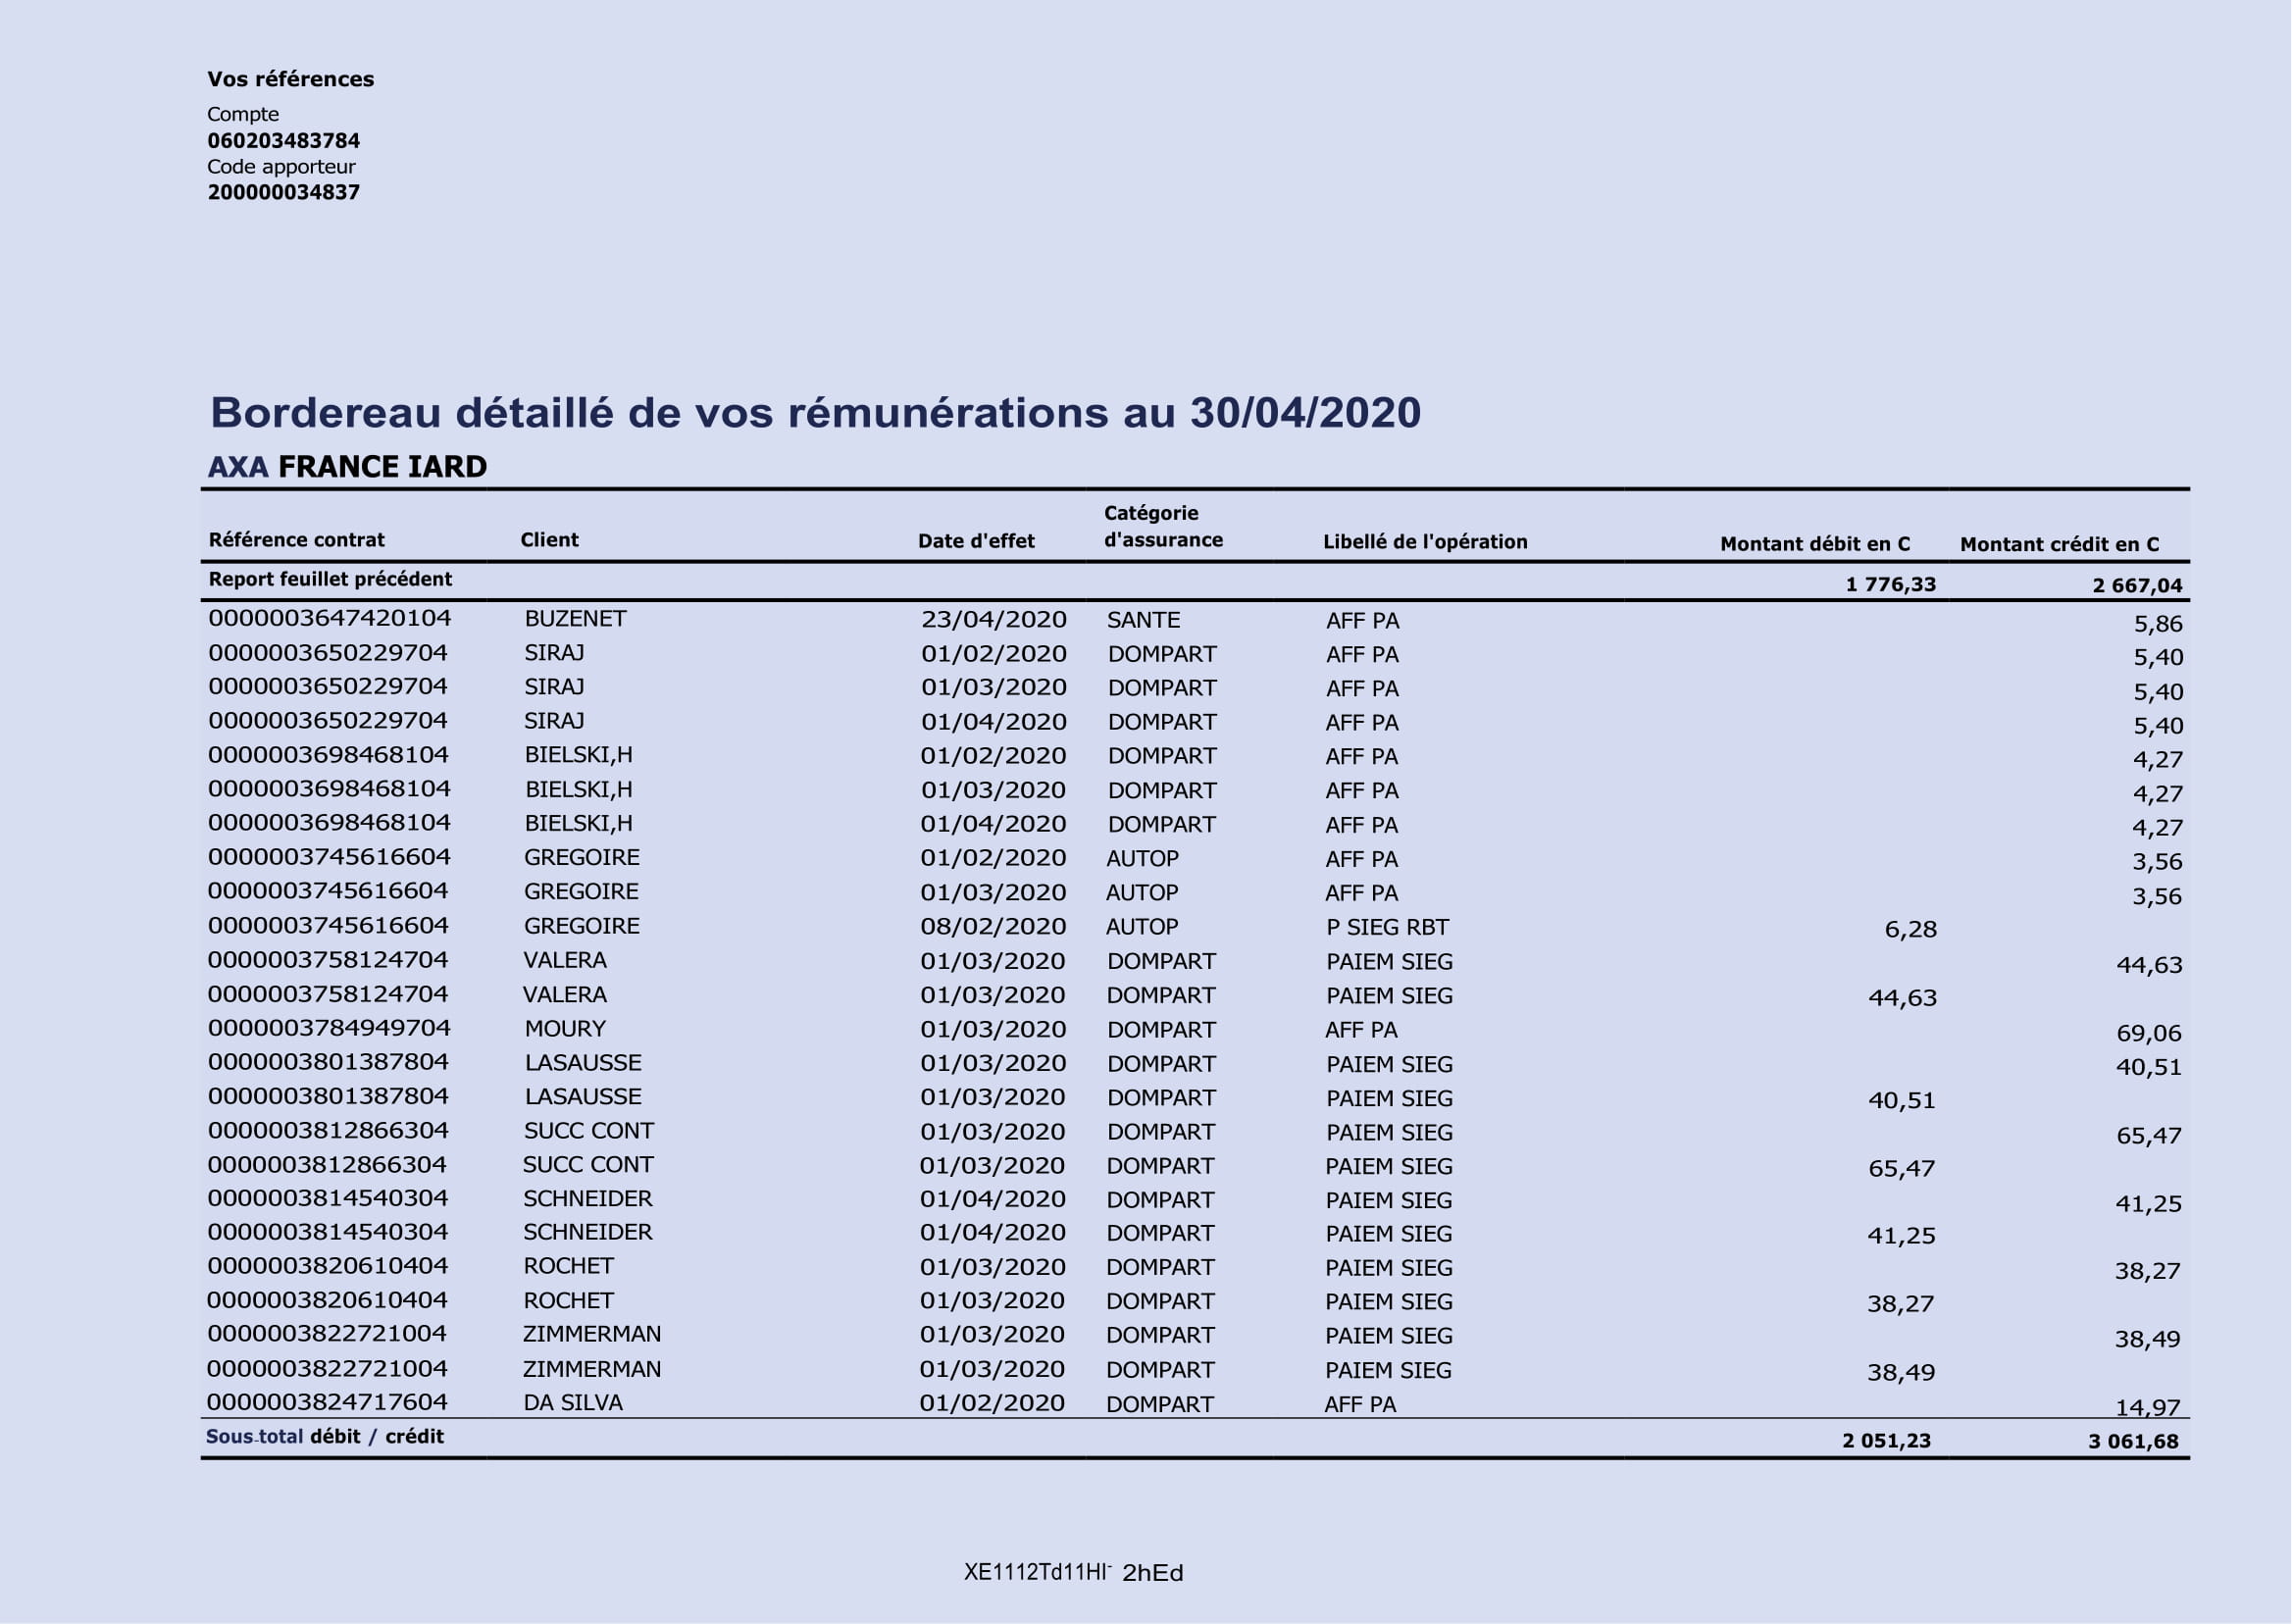 Vos références
Compte
060203483784
Code apporteur
200000034837
Bordereau détaillé de vos rémunérations au 30/04/2020
AXA FRANCE IARD
Référence contrat Client Date d'effet Catégorie d'assurance Libellé de l'opération Montant débit en C Montant crédit en C
Report feuillet précédent 1 776,33 2 667,04
0000003647420104 BUZENET 23/04/2020 SANTE AFF PA 5,86
0000003650229704 SIRAJ 01/02/2020 DOMPART AFF PA 5,40
0000003650229704 SIRAJ 01/03/2020 DOMPART AFF PA 5,40
0000003650229704 SIRAJ 01/04/2020 DOMPART AFF PA 5,40
0000003698468104 BIELSKI,H 01/02/2020 DOMPART AFF PA 4,27
0000003698468104 BIELSKI,H 01/03/2020 DOMPART AFF PA 4,27
0000003698468104 BIELSKI,H 01/04/2020 DOMPART AFF PA 4,27
0000003745616604 GREGOIRE 01/02/2020 AUTOP AFF PA 3,56
0000003745616604 GREGOIRE 01/03/2020 AUTOP AFF PA 3,56
0000003745616604 GREGOIRE 08/02/2020 AUTOP P SIEG RBT 6,28
0000003758124704 VALERA 01/03/2020 DOMPART PAIEM SIEG 44,63
0000003758124704 VALERA 01/03/2020 DOMPART PAIEM SIEG 44,63
0000003784949704 MOURY 01/03/2020 DOMPART AFF PA 69,06
0000003801387804 LASAUSSE 01/03/2020 DOMPART PAIEM SIEG 40,51
0000003801387804 LASAUSSE 01/03/2020 DOMPART PAIEM SIEG 40,51
0000003812866304 SUCC CONT 01/03/2020 DOMPART PAIEM SIEG 65,47
0000003812866304 SUCC CONT 01/03/2020 DOMPART PAIEM SIEG 65,47
0000003814540304 SCHNEIDER 01/04/2020 DOMPART PAIEM SIEG 41,25
0000003814540304 SCHNEIDER 01/04/2020 DOMPART PAIEM SIEG 41,25
0000003820610404 ROCHET 01/03/2020 DOMPART PAIEM SIEG 38,27
0000003820610404 ROCHET 01/03/2020 DOMPART PAIEM SIEG 38,27
0000003822721004 ZIMMERMAN 01/03/2020 DOMPART PAIEM SIEG 38,49
0000003822721004 ZIMMERMAN 01/03/2020 DOMPART PAIEM SIEG 38,49
0000003824717604 DA SILVA 01/02/2020 DOMPART AFF PA 14,97
Sous-total débit / crédit 2 051,23 3 061,68
XE1112Td11HI- 2hEd